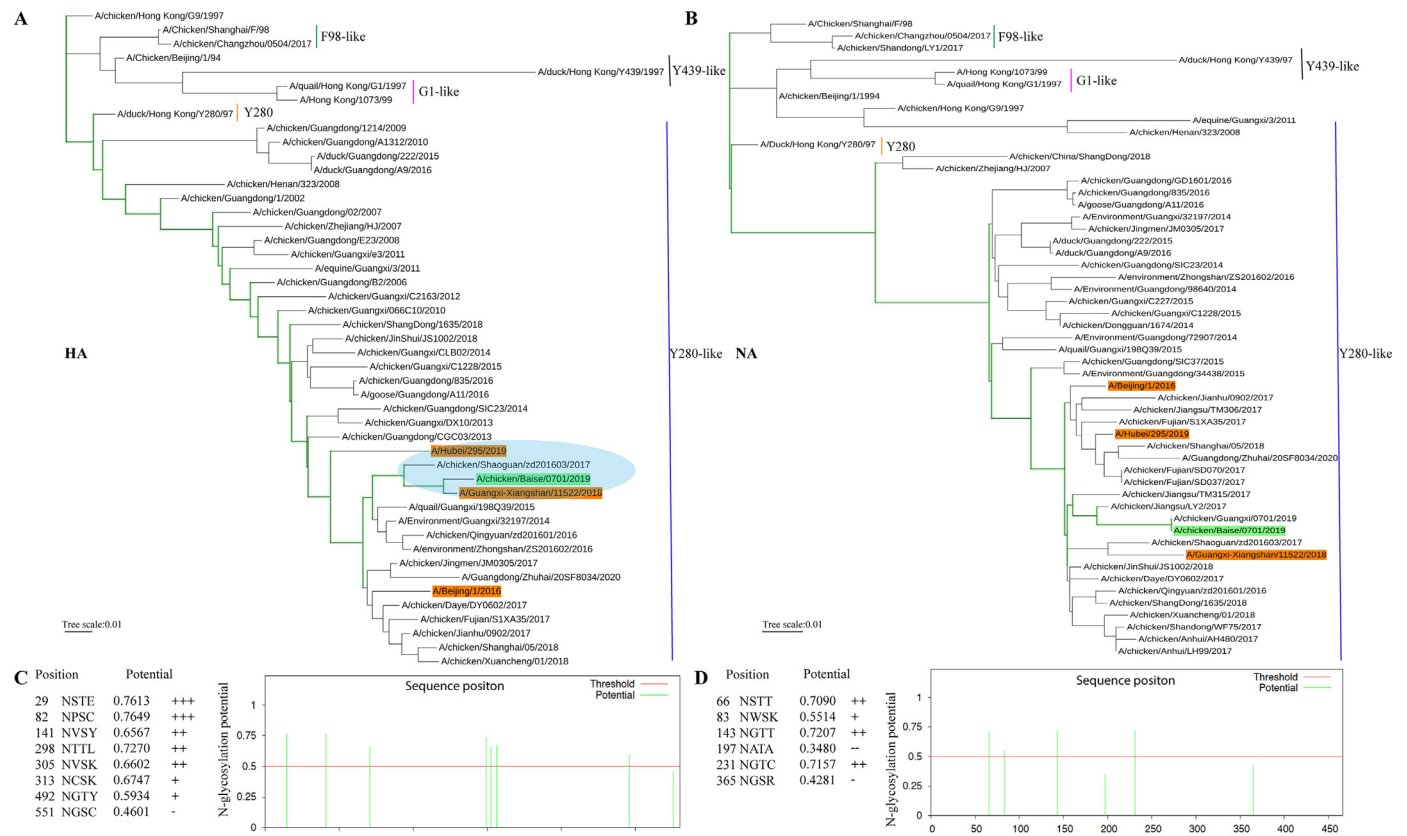 A
A/chicken/Hong Kong/G9/1997
A/Chicken/Shanghai/F/98
A/chicken/Changzhou/0504/2017
F98-like
A/Chicken/Beijing/1/94
A/duck/Hong Kong/Y439/1997
Y439-like
A/quail/Hong Kong/G1/1997
A/Hong Kong/1073/99
G1-like
A/duck/Hong Kong/Y280/97
Y280
A/chicken/Guangdong/1214/2009
A/chicken/Guangdong/A1312/2010
A/duck/Guangdong/222/2015
A/duck/Guangdong/A9/2016
A/chicken/Henan/323/2008
A/chicken/Guangdong/1/2002
A/chicken/Guangdong/02/2007
A/chicken/Zhejiang/HJ/2007
A/chicken/Guangdong/E23/2008
A/chicken/Guangxi/e3/2011
A/equine/Guangxi/3/2011
A/chicken/Guangdong/B2/2006
A/chicken/Guangxi/C2163/2012
A/chicken/Guangxi/066C10/2010
A/chicken/ShangDong/1635/2018
A/chicken/JinShui/JS1002/2018
A/chicken/Guangxi/CLB02/2014
HA
Y280-like
A/chicken/Guangxi/C1228/2015
A/chicken/Guangdong/835/2016
A/goose/Guangdong/A11/2016
A/chicken/Guangdong/SIC23/2014
A/chicken/Guangxi/DX10/2013
A/chicken/Guangdong/CGC03/2013
A/Hubei/295/2019
A/chicken/Shaoguan/zd201603/2017
A/chicken/Baise/0701/2019
A/Guangxi-Xiangshan/11522/2018
A/quail/Guangxi/198Q39/2015
A/Environment/Guangxi/32197/2014
A/chicken/Qingyuan/zd201601/2016
A/environment/Zhongshan/ZS201602/2016
A/chicken/Jingmen/JM0305/2017
A/Guangdong/Zhuhai/20SF8034/2020
A/Beijing/1/2016
A/chicken/Daye/DY0602/2017
A/chicken/Fujian/S1XA35/2017
A/chicken/Jianhu/0902/2017
A/chicken/Shanghai/05/2018
A/chicken/Xuancheng/01/2018
Tree scale:0.01
B
A/Chicken/Shanghai/F/98
A/chicken/Changzhou/0504/2017
A/chicken/Shandong/LY1/2017
F98-like
A/duck/Hong Kong/Y439/97
Y439-like
A/Hong Kong/1073/99
A/quail/Hong Kong/G1/1997
G1-like
A/chicken/Beijing/1/1994
A/chicken/Hong Kong/G9/1997
A/equine/Guangxi/3/2011
A/chicken/Henan/323/2008
A/Duck/Hong Kong/Y280/97
Y280
A/chicken/China/ShangDong/2018
A/chicken/Zhejiang/HJ/2007
A/chicken/Guangdong/GD1601/2016
A/chicken/Guangdong/835/2016
A/goose/Guangdong/A11/2016
A/Environment/Guangxi/32197/2014
A/chicken/Jingmen/JM0305/2017
A/duck/Guangdong/222/2015
A/duck/Guangdong/A9/2016
A/chicken/Guangdong/SIC23/2014
A/environment/Zhongshan/ZS201602/2016
A/Environment/Guangdong/98640/2014
A/chicken/Guangxi/C227/2015
A/chicken/Guangxi/C1228/2015
A/chicken/Dongguan/1674/2014
A/Environment/Guangdong/72907/2014
A/quail/Guangxi/198Q39/2015
NA
Y280-like
A/chicken/Guangdong/SIC37/2015
A/Environment/Guangdong/34438/2015
A/Beijing/1/2016
A/chicken/Jianhu/0902/2017
A/chicken/Jiangsu/TM306/2017
A/chicken/Fujian/S1XA35/2017
A/Hubei/295/2019
A/chicken/Shanghai/05/2018
A/Guangdong/Zhuhai/20SF8034/2020
A/chicken/Fujian/SD070/2017
A/chicken/Fujian/SD037/2017
A/chicken/Jiangsu/TM315/2017
A/chicken/Jiangsu/LY2/2017
A/chicken/Guangxi/0701/2019
A/chicken/Baise/0701/2019
A/chicken/Shaoguan/zd201603/2017
A/Guangxi-Xiangshan/11522/2018
A/chicken/JinShui/JS1002/2018
A/chicken/Daye/DY0602/2017
A/chicken/Qingyuan/zd201601/2016
A/chicken/ShangDong/1635/2018
A/chicken/Xuancheng/01/2018
A/chicken/Shandong/WF75/2017
A/chicken/Anhui/AH480/2017
A/chicken/Anhui/LH99/2017
Tree scale:0.01
C
Position Potential
29 NSTE 0.7613 +++
82 NPSC 0.7649 +++
141 NVSY 0.6567 ++
298 NTTL 0.7270 ++
305 NVSK 0.6602 ++
313 NCSK 0.6747 +
492 NGTY 0.5934 +
551 NGSC 0.4601 -
N-glycosylation potential
Sequence positon
Threshold
Potential
1
0.75
0.5
0.25
0
D
Position Potential
66 NSTT 0.7090 ++
83 NWSK 0.5514 +
143 NGTT 0.7207 ++
197 NATA 0.3480 --
231 NGTC 0.7157 ++
365 NGSR 0.4281 -
N-glycosylation potential
Sequence positon
Threshold
Potential
1
0.75
0.5
0.25
0
0 50 100 150 200 250 300 350 400 450